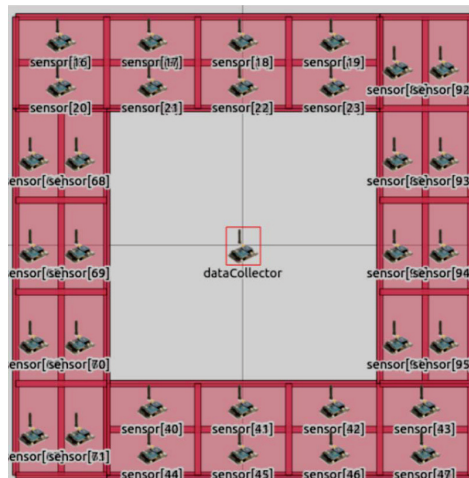 sensor[16] sensor[17] sensor[18] sensor[19]
sensor[92]
sensor[20] sensor[21] sensor[22] sensor[23]
sensor[68] sensor[93]
dataCollector
sensor[69] sensor[94]
sensor[70] sensor[95]
sensor[40] sensor[41] sensor[42] sensor[43]
sensor[71]
sensor[44] sensor[45] sensor[46] sensor[47]